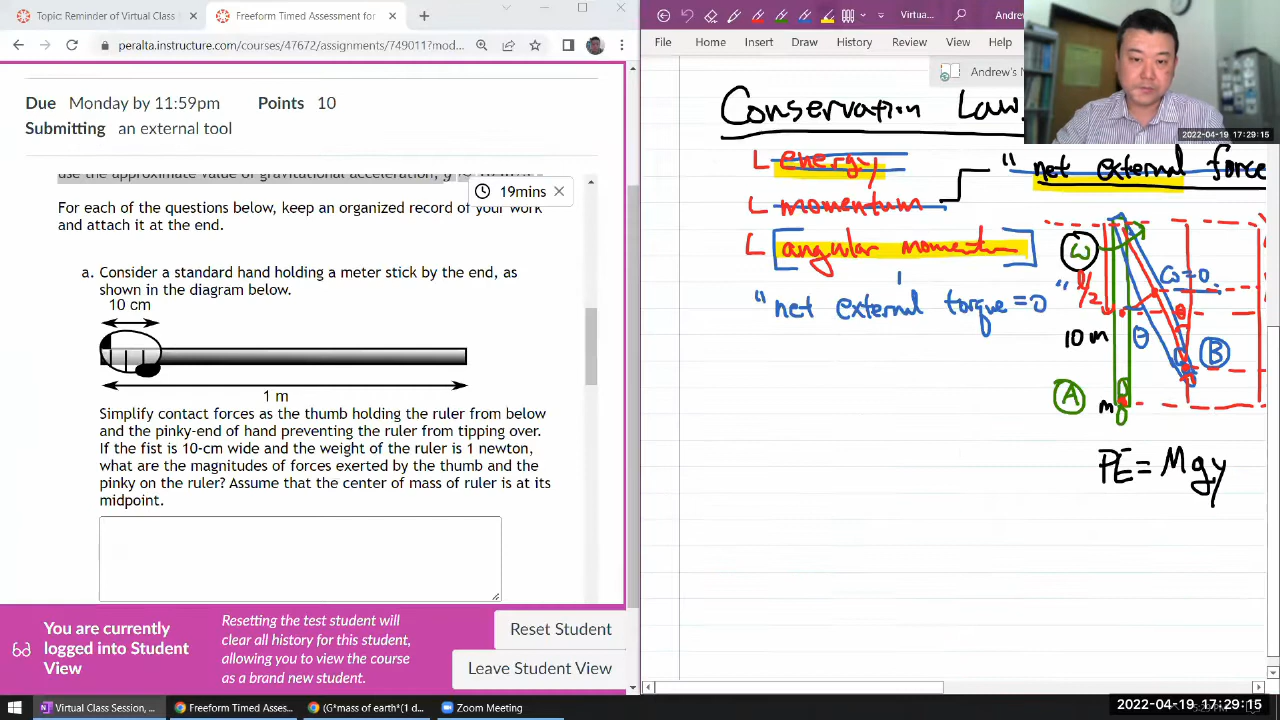 Topic: Reminder of Virtual Class
Freeform Timed Assessment for
peralta.instructure.com/courses/47672/assignments/749011?mod...
Due Monday by 11:59pm Points 10
Submitting an external tool
19mins
For each of the questions below, keep an organized record of your work
and attach it at the end.
a. Consider a standard hand holding a meter stick by the end, as
shown in the diagram below.
10 cm
1 m
Simplify contact forces as the thumb holding the ruler from below
and the pinky-end of hand preventing the ruler from tipping over.
If the fist is 10-cm wide and the weight of the ruler is 1 newton,
what are the magnitudes of forces exerted by the thumb and the
pinky on the ruler? Assume that the center of mass of ruler is at its
midpoint.
You are currently
logged into Student
View
Resetting the test student will
clear all history for this student,
allowing you to view the course
as a brand new student.
Reset Student
Leave Student View
Virtua...
Andrew
File Home Insert Draw History Review View Help
Andrew's N
2022-04-19 17:29:15
Conservation Law
energy
"net external force
momentum
angular momentum
"net external torque = 0"
ω
ω=0.
l/2
θ
10 m
θ
B
A
m
PE = Mgy
Virtual Class Session, ...
Freeform Timed Asse...
(G*mass of earth*(1 d...
Zoom Meeting
2022-04-19 17:29:15